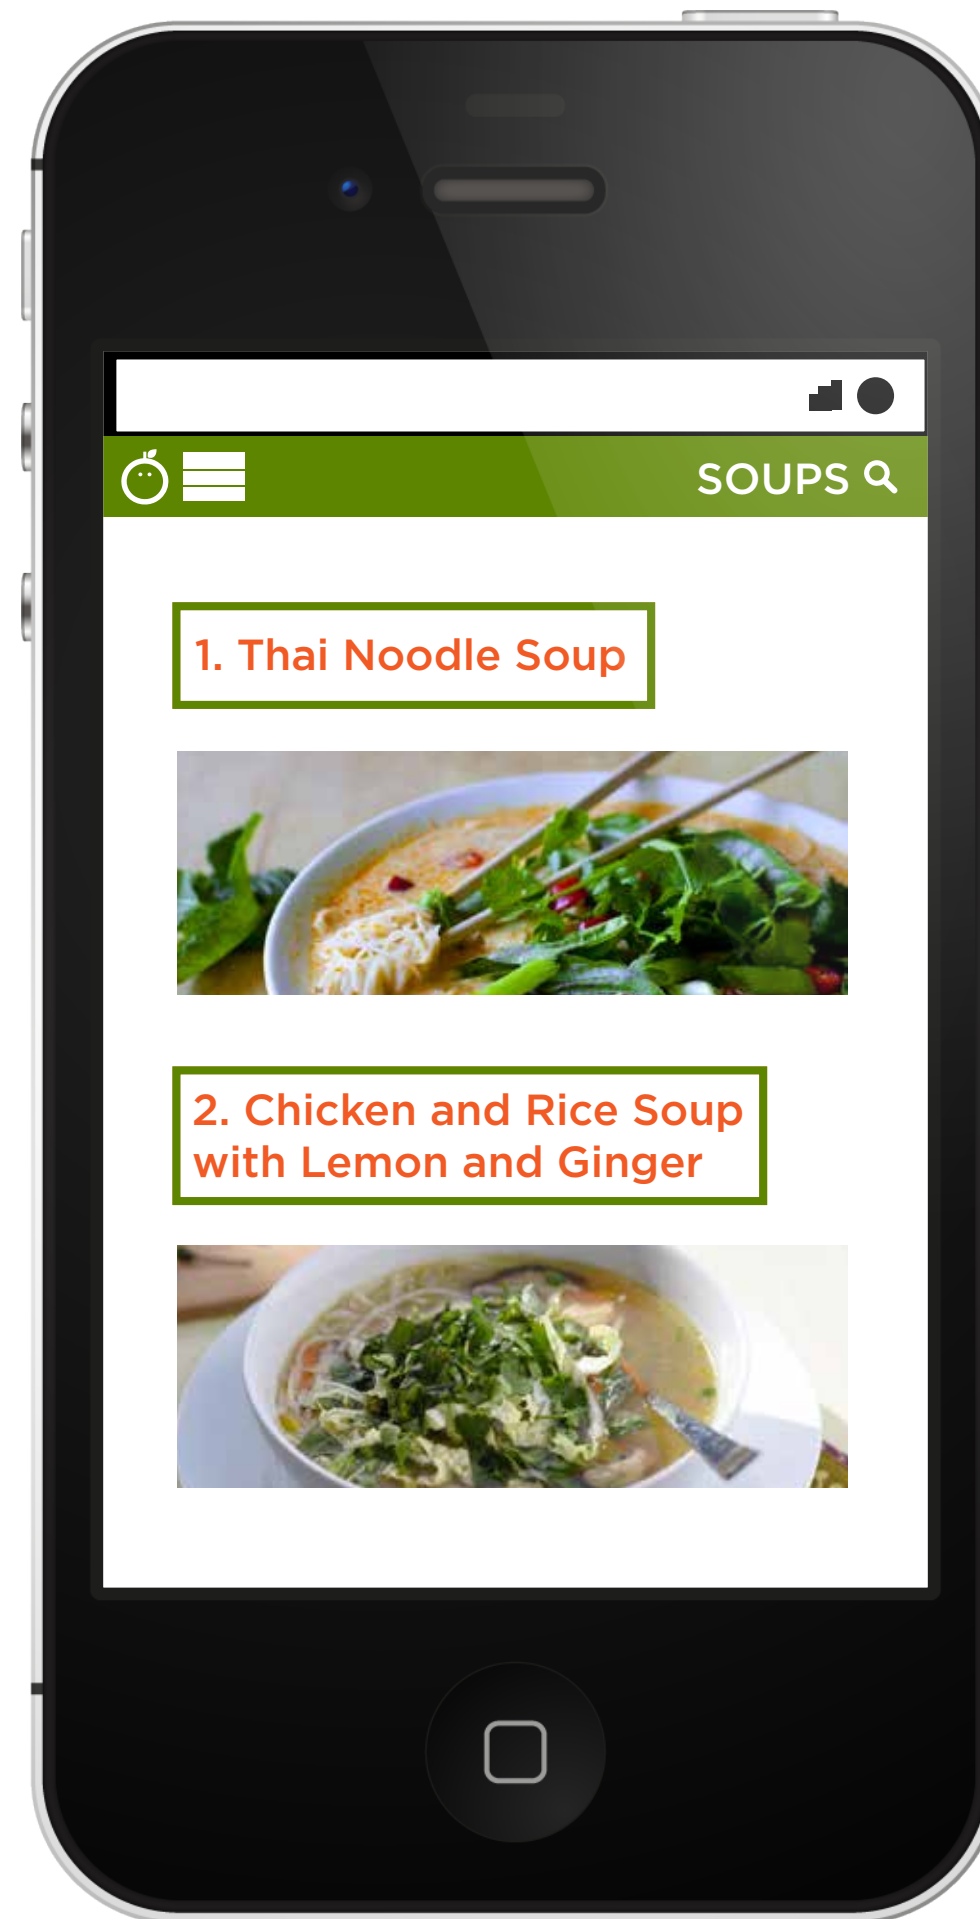 SOUPS
1. Thai Noodle Soup
2. Chicken and Rice Soup
with Lemon and Ginger